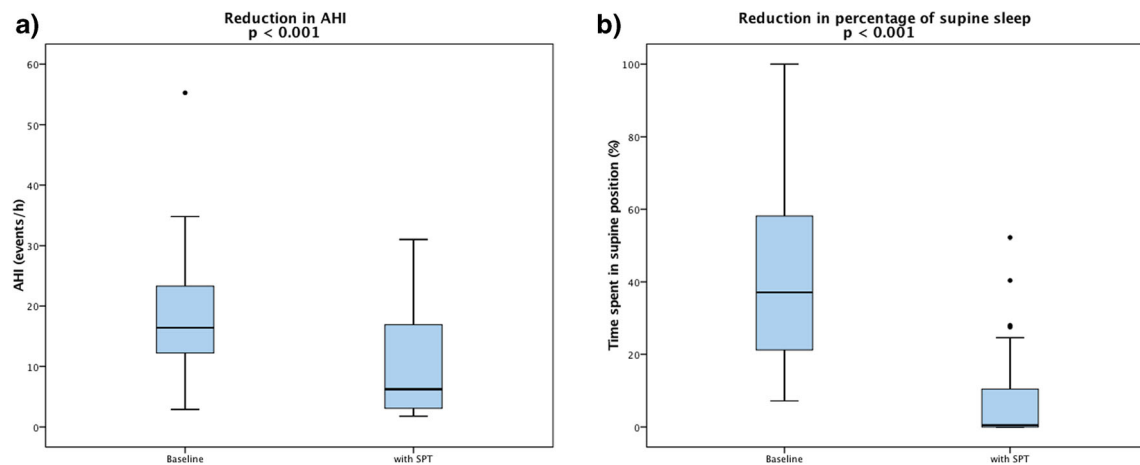 a)
Reduction in AHI
p < 0.001
AHI (events/h)
60
50
40
30
20
10
0
Baseline
with SPT
b)
Reduction in percentage of supine sleep
p < 0.001
Time spent in supine position (%)
100
80
60
40
20
0
Baseline
with SPT